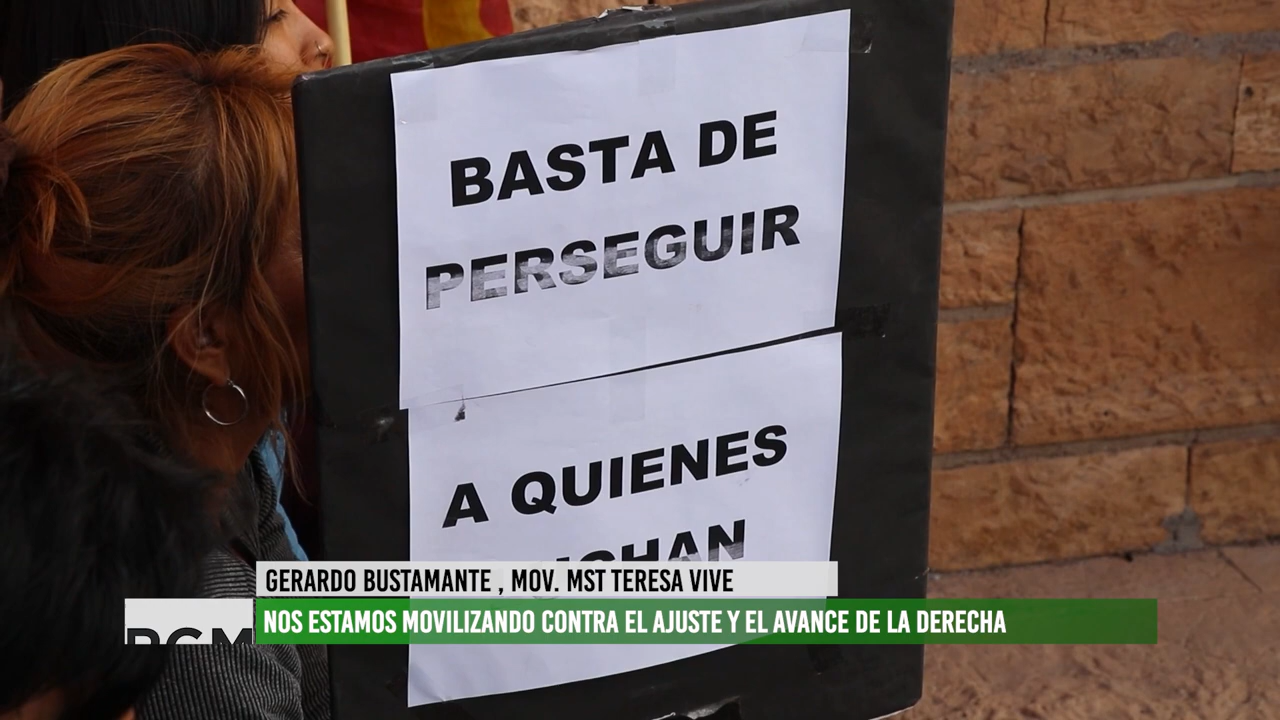 BASTA DE
PERSEGUIR
A QUIENES
GERARDO BUSTAMANTE , MOV. MST TERESA VIVE
NOS ESTAMOS MOVILIZANDO CONTRA EL AJUSTE Y EL AVANCE DE LA DERECHA